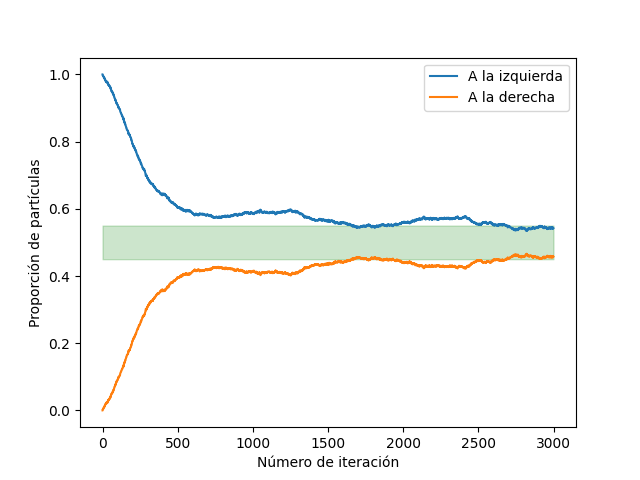 A la izquierda
A la derecha
1.0
0.8
0.6
0.4
0.2
0.0
Proporción de partículas
0 500 1000 1500 2000 2500 3000
Número de iteración